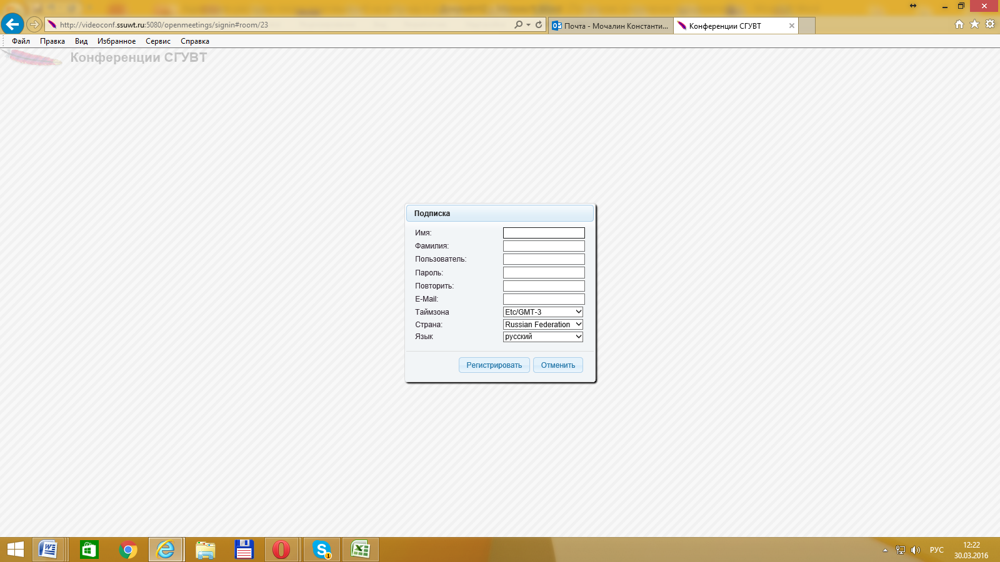 http://videoconf.ssuwt.ru:5080/openmeetings/signin#room/23
Почта - Мочалин Константи...
Конференции СГУВТ
Файл Правка Вид Избранное Сервис Справка
Конференции СГУВТ
Подписка
Имя:
Фамилия:
Пользователь:
Пароль:
Повторить:
E-Mail:
Таймзона Etc/GMT-3
Страна: Russian Federation
Язык русский
Регистрировать Отменить
РУС
12:22
30.03.2016